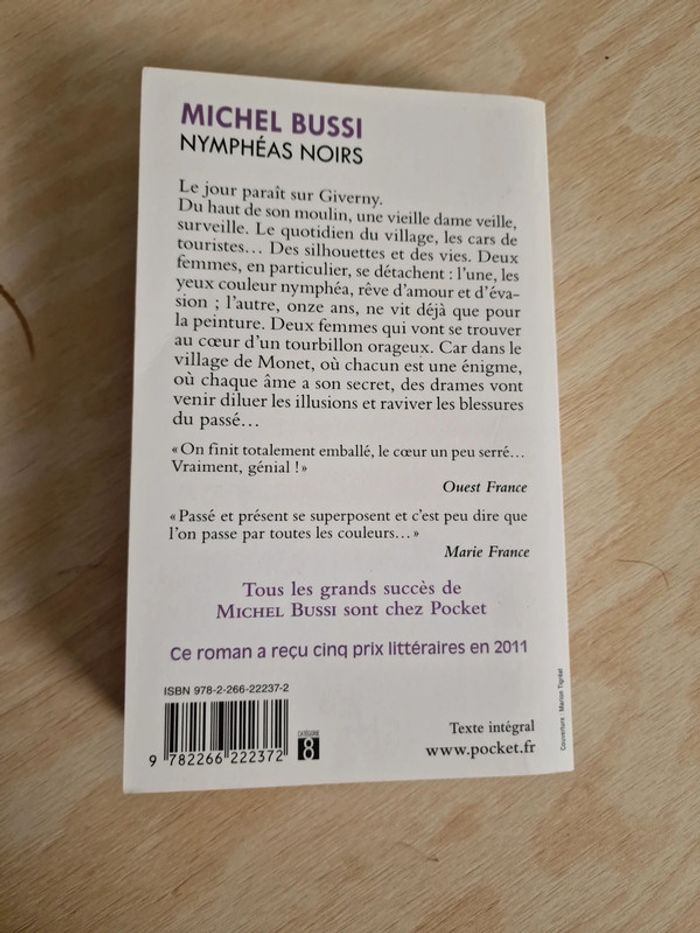 MICHEL BUSSI
NYMPHÉAS NOIRS
Le jour paraît sur Giverny.
Du haut de son moulin, une vieille dame veille,
surveille. Le quotidien du village, les cars de
touristes... Des silhouettes et des vies. Deux
femmes, en particulier, se détachent : l'une, les
yeux couleur nymphéa, rêve d'amour et d'éva-
sion ; l'autre, onze ans, ne vit déjà que pour
la peinture. Deux femmes qui vont se trouver
au cœur d'un tourbillon orageux. Car dans le
village de Monet, où chacun est une énigme,
où chaque âme a son secret, des drames vont
venir diluer les illusions et raviver les blessures
du passé...
« On finit totalement emballé, le cœur un peu serré...
Vraiment, génial ! »
Ouest France
« Passé et présent se superposent et c'est peu dire que
l'on passe par toutes les couleurs... »
Marie France
Tous les grands succès de
MICHEL BUSSI sont chez Pocket
Ce roman a reçu cinq prix littéraires en 2011
ISBN 978-2-266-22237-2
9 782266 222372
CATÉGORIE
8
Texte intégral
www.pocket.fr
Couverture : Marion Tigréat